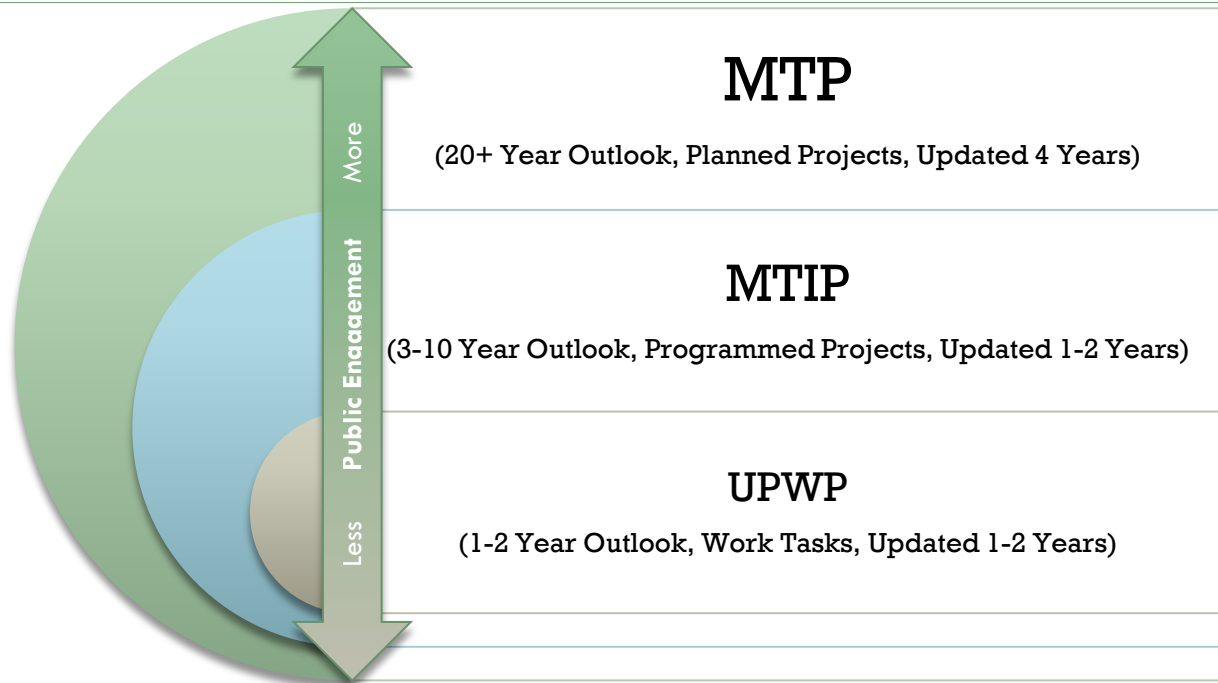 MTP
(20+ Year Outlook, Planned Projects, Updated 4 Years)
MTIP
(3-10 Year Outlook, Programmed Projects, Updated 1-2 Years)
UPWP
(1-2 Year Outlook, Work Tasks, Updated 1-2 Years)
Less Public Engagement More